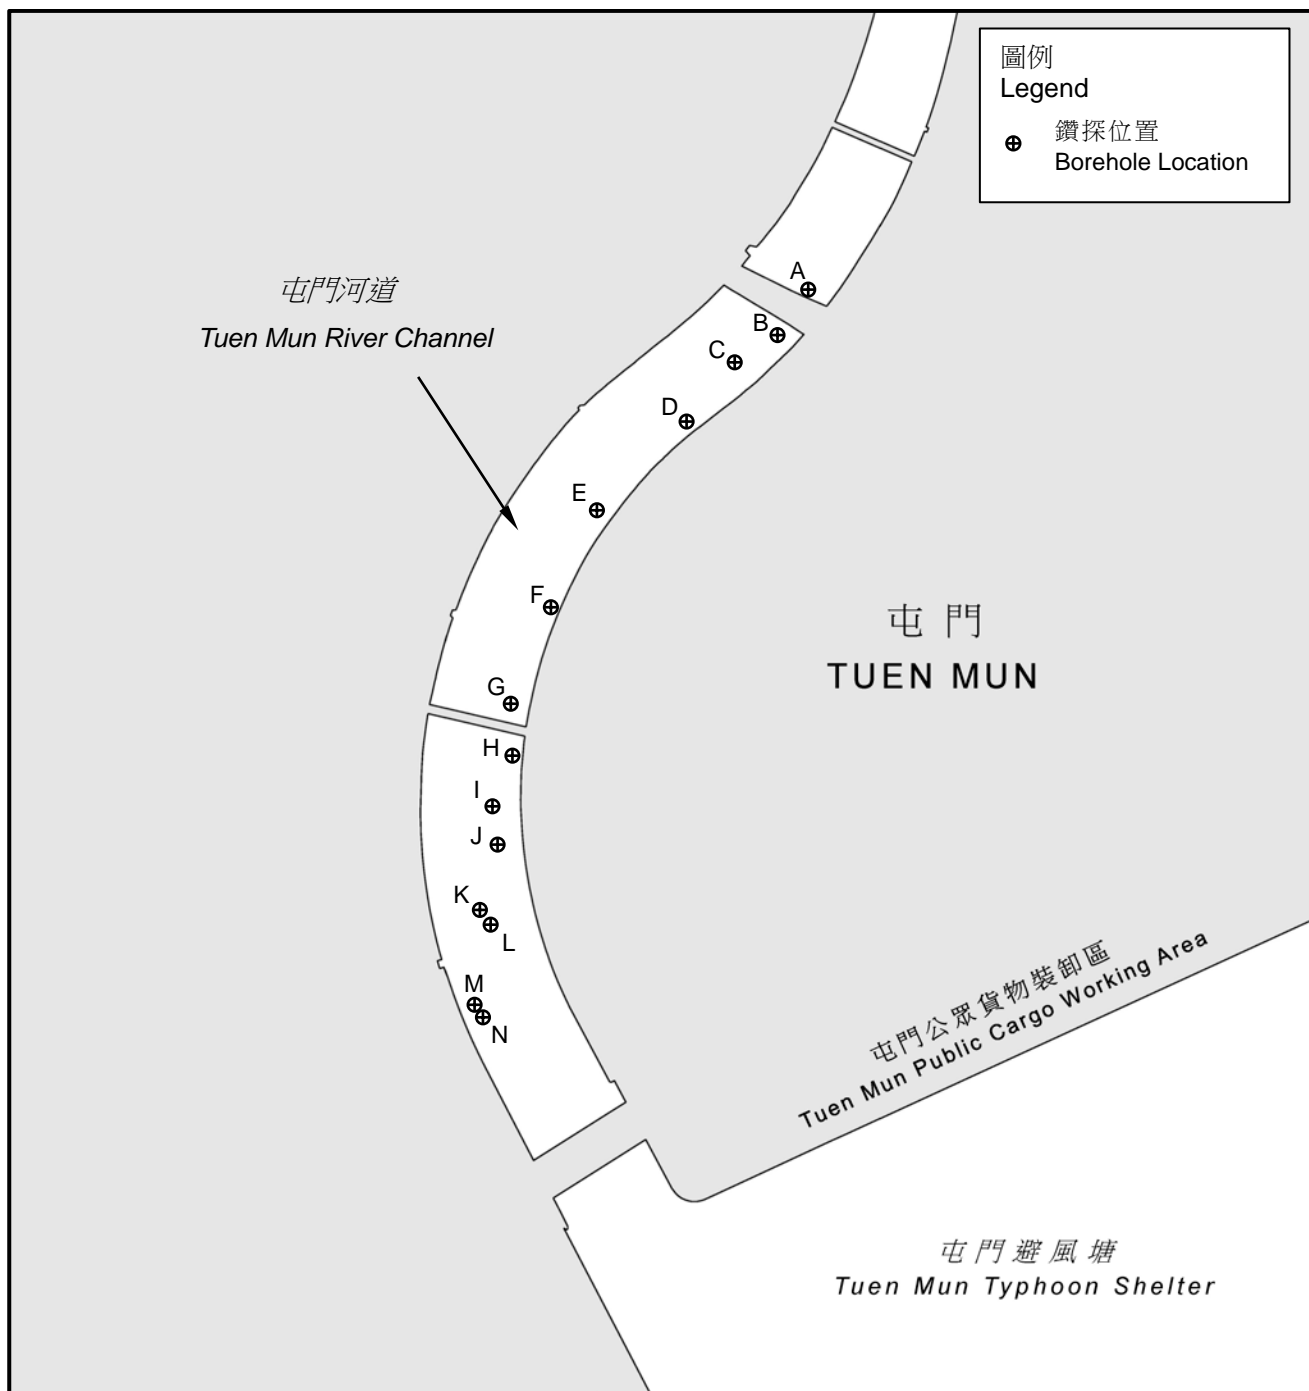 圖例
Legend
鑽探位置
Borehole Location
A
屯門河道
Tuen Mun River Channel
B
C
D
E
F
屯門
TUEN MUN
G
H
I
J
K
L
屯門公眾貨物裝卸區
Tuen Mun Public Cargo Working Area
M
N
屯門避風塘
Tuen Mun Typhoon Shelter